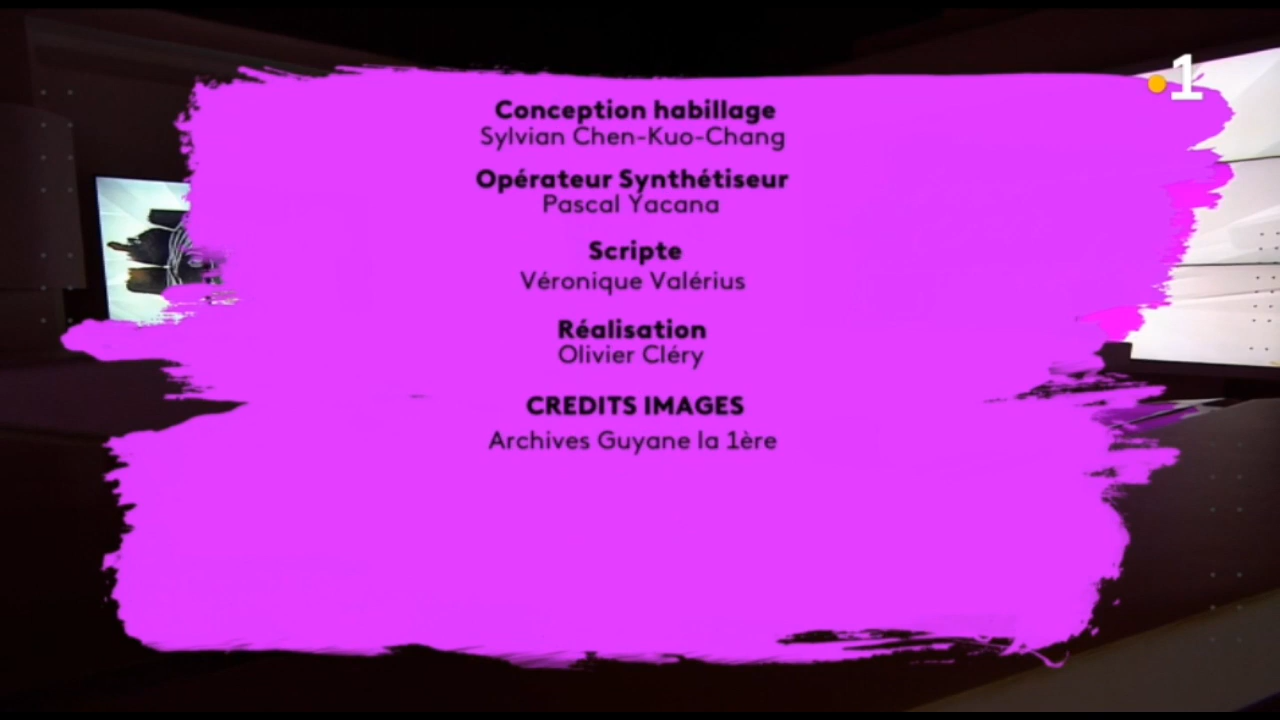 1
Conception habillage
Sylvian Chen-Kuo-Chang
Opérateur Synthétiseur
Pascal Yacana
Scripte
Véronique Valérius
Réalisation
Olivier Cléry
CREDITS IMAGES
Archives Guyane la 1ère